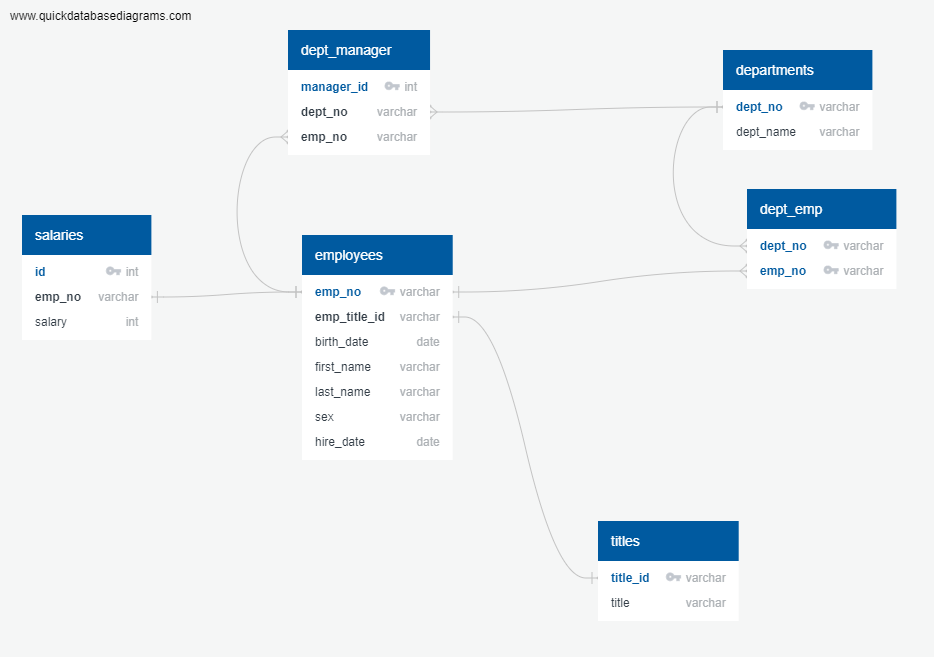 www.quickdatabasediagrams.com
dept_manager
manager_id int
dept_no varchar
emp_no varchar
departments
dept_no varchar
dept_name varchar
dept_emp
dept_no varchar
emp_no varchar
salaries
id int
emp_no varchar
salary int
employees
emp_no varchar
emp_title_id varchar
birth_date date
first_name varchar
last_name varchar
sex varchar
hire_date date
titles
title_id varchar
title varchar